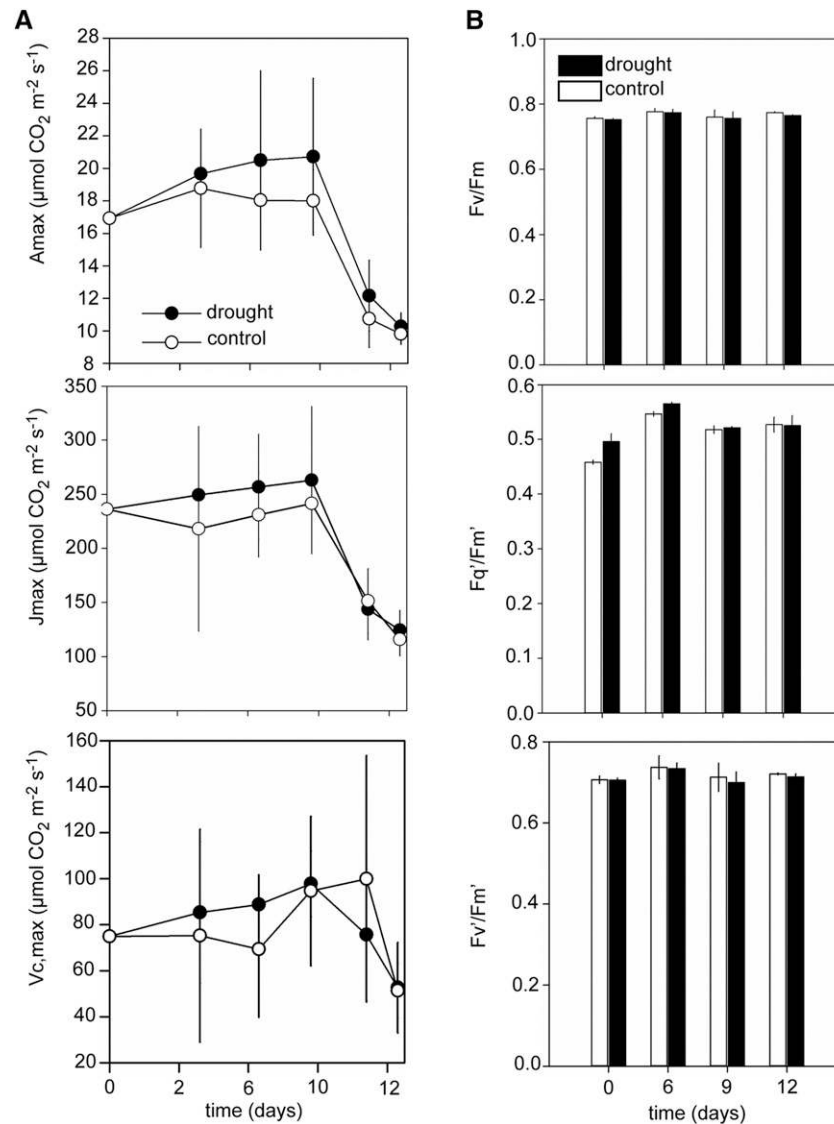 A
28
26
24
22
20
18
16
14
12
10
8
Amax (µmol CO2 m-2 s-1)
drought
control
350
300
250
200
150
100
50
Jmax (µmol CO2 m-2 s-1)
160
140
120
100
80
60
40
20
Vc,max (µmol CO2 m-2 s-1)
0 2 6 10 12
time (days)
B
1.0
0.8
0.6
0.4
0.2
0.0
Fv/Fm
drought
control
0.6
0.5
0.4
0.3
0.2
0.1
0.0
Fq'/Fm'
0.8
0.6
0.4
0.2
0.0
Fv'/Fm'
0 6 9 12
time (days)